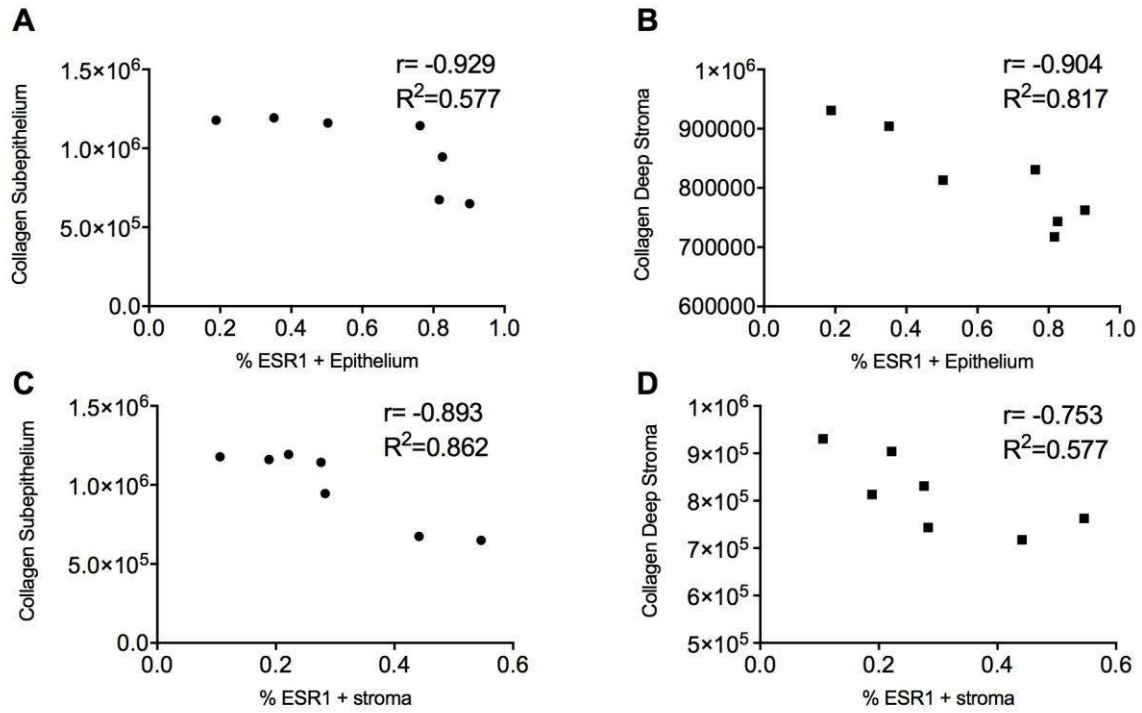 A
r= -0.929
R²=0.577
Collagen Subepithelium
1.5×10⁶
1.0×10⁶
5.0×10⁵
0.0
0.0 0.2 0.4 0.6 0.8 1.0
% ESR1 + Epithelium
B
r= -0.904
R²=0.817
Collagen Deep Stroma
1×10⁶
900000
800000
700000
600000
0.0 0.2 0.4 0.6 0.8 1.0
% ESR1 + Epithelium
C
r= -0.893
R²=0.862
Collagen Subepithelium
1.5×10⁶
1.0×10⁶
5.0×10⁵
0.0
0.0 0.2 0.4 0.6
% ESR1 + stroma
D
r= -0.753
R²=0.577
Collagen Deep Stroma
1×10⁶
9×10⁵
8×10⁵
7×10⁵
6×10⁵
5×10⁵
0.0 0.2 0.4 0.6
% ESR1 + stroma